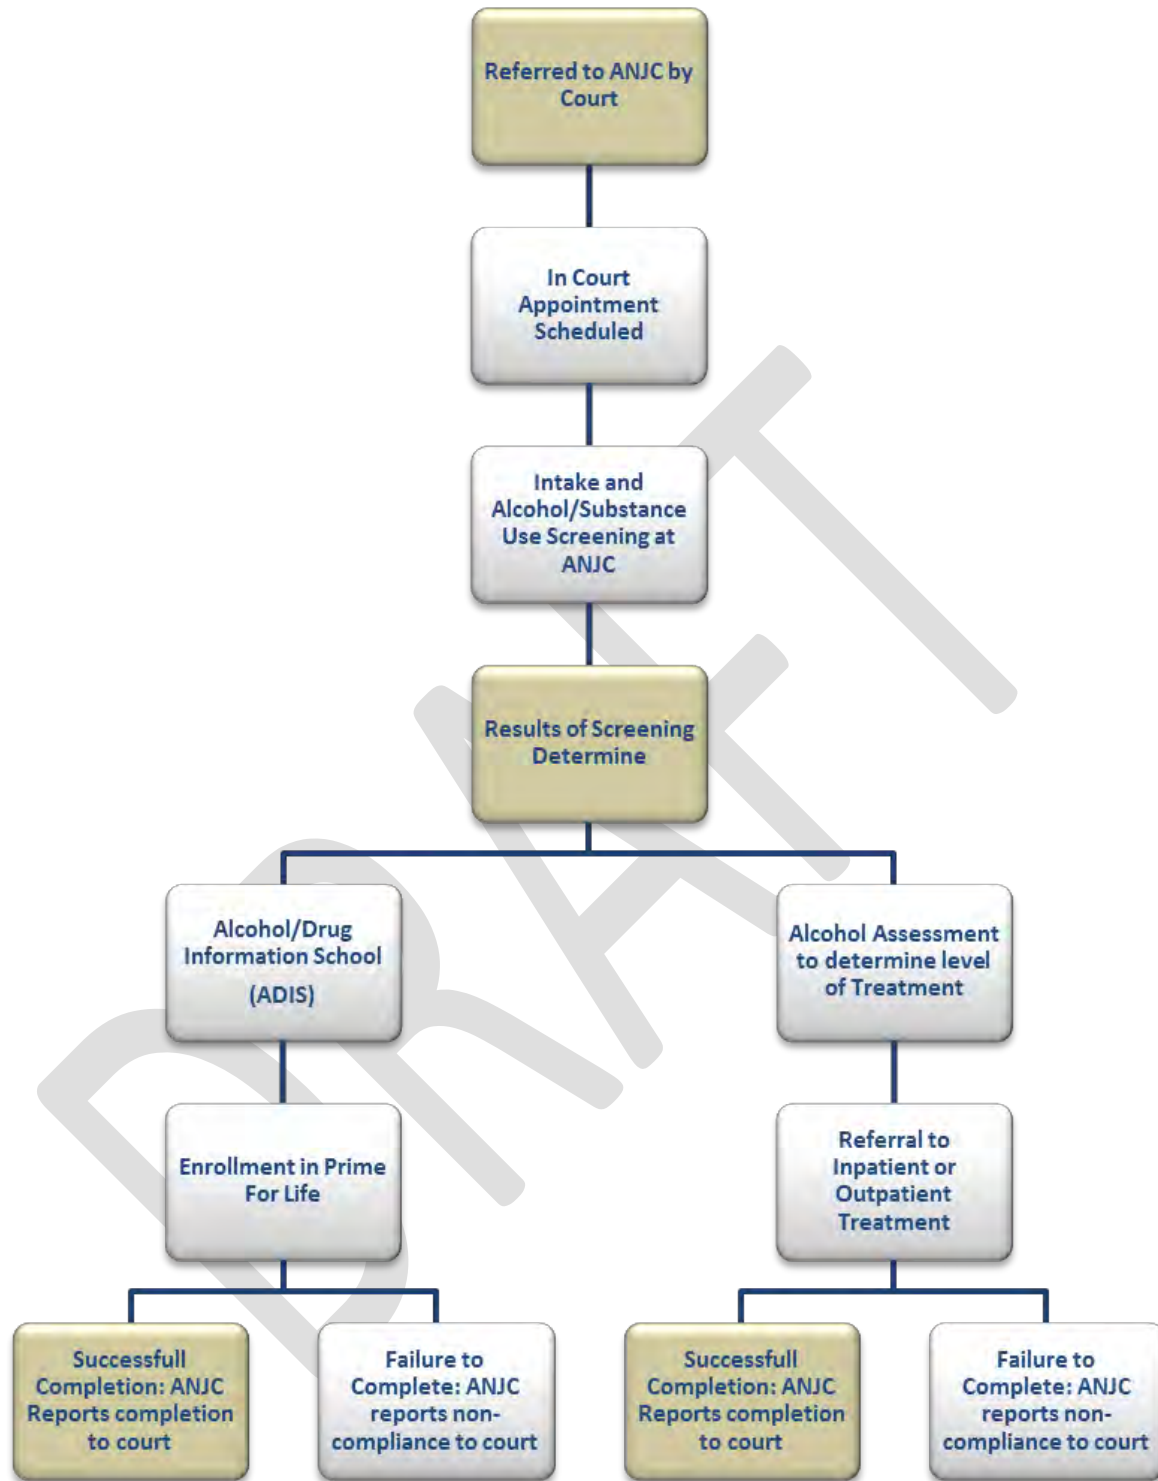 Referred to ANJC by
Court
In Court
Appointment
Scheduled
Intake and
Alcohol/Substance
Use Screening at
ANJC
Results of Screening
Determine
Alcohol/Drug
Information School
(ADIS)
Alcohol Assessment
to determine level
of Treatment
Enrollment in Prime
For Life
Referral to
Inpatient or
Outpatient
Treatment
Successfull
Completion: ANJC
Reports completion
to court
Failure to
Complete: ANJC
reports non-
compliance to court
Successfull
Completion: ANJC
Reports completion
to court
Failure to
Complete: ANJC
reports non-
compliance to court
DRAFT